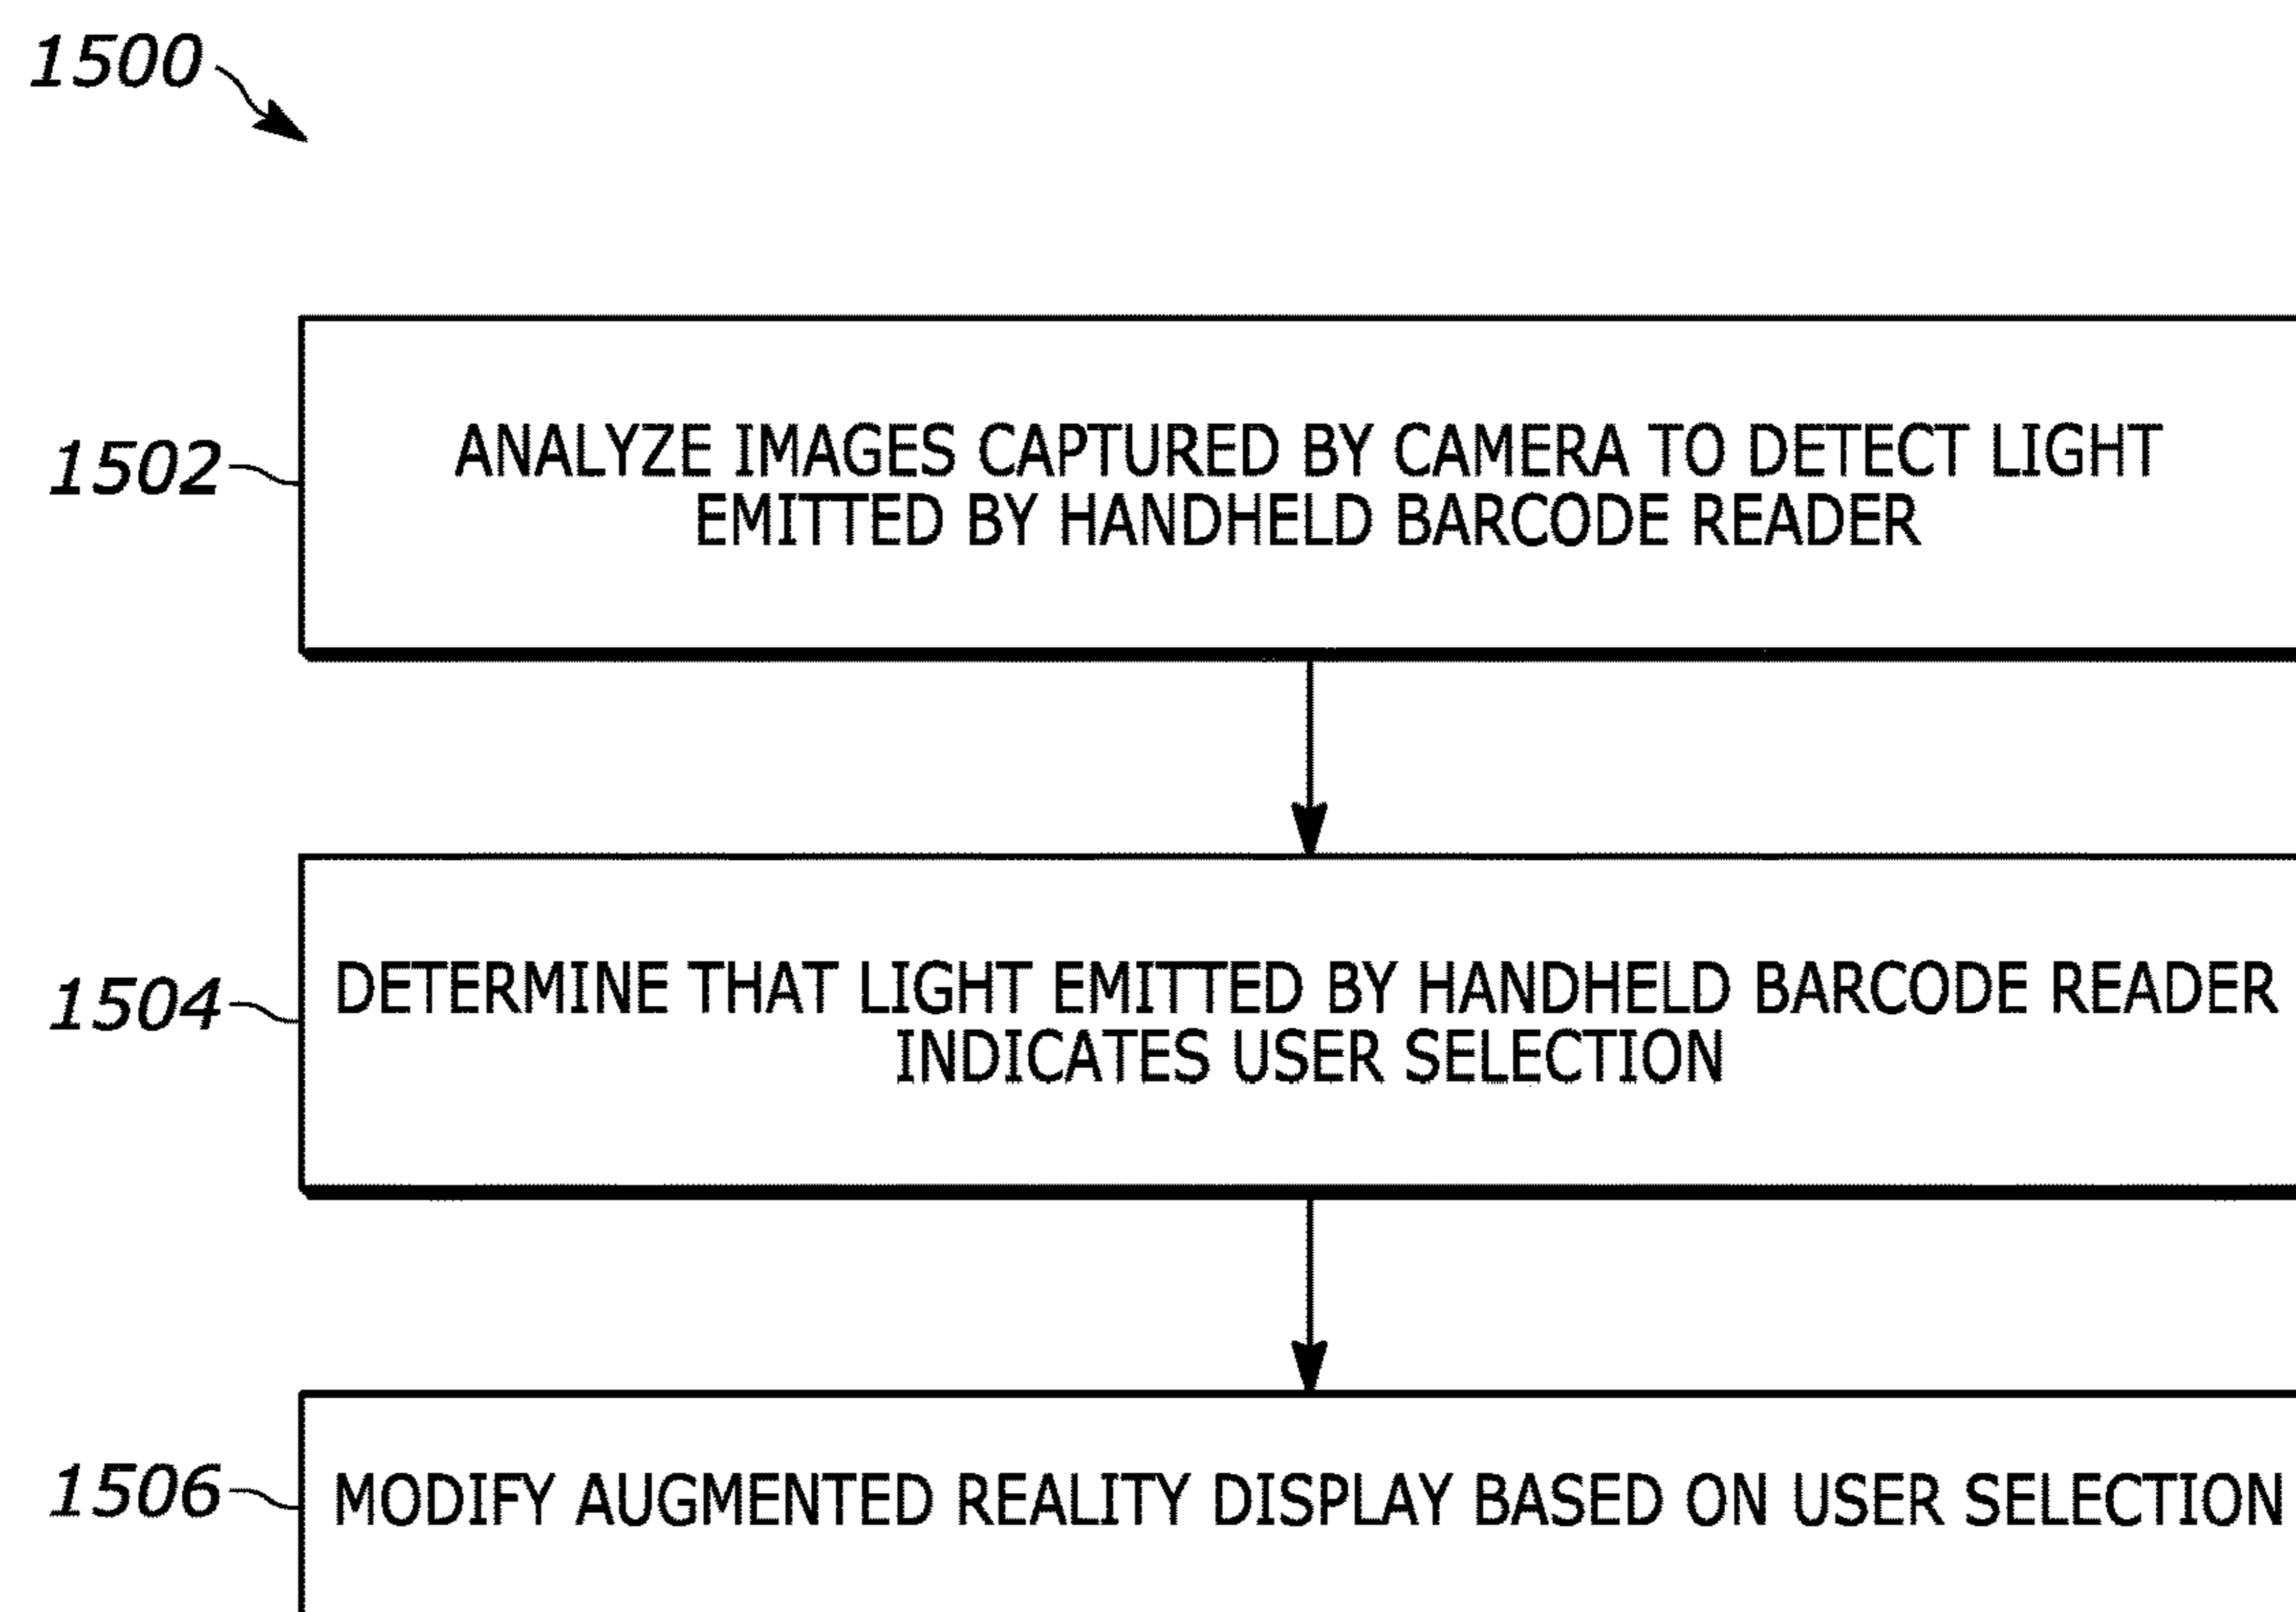 1500
1502
ANALYZE IMAGES CAPTURED BY CAMERA TO DETECT LIGHT
EMITTED BY HANDHELD BARCODE READER
1504
DETERMINE THAT LIGHT EMITTED BY HANDHELD BARCODE READER
INDICATES USER SELECTION
1506
MODIFY AUGMENTED REALITY DISPLAY BASED ON USER SELECTION